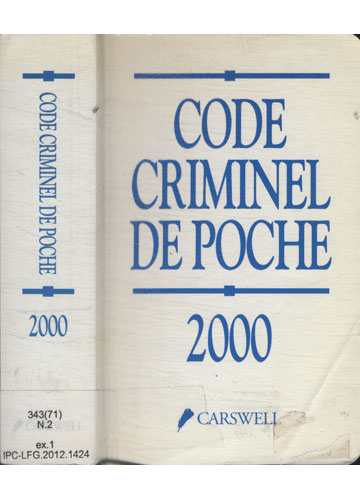 CODE CRIMINEL DE POCHE
2000
343(71)
N.2
ex.1
IPC-LFG.2012.1424
CODE
CRIMINEL
DE POCHE
2000
CARSWELL